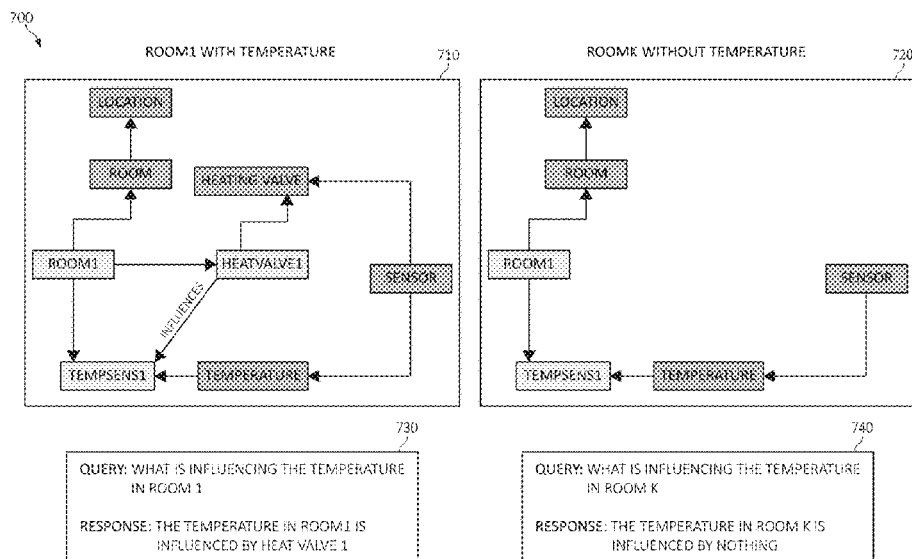 700
ROOM1 WITH TEMPERATURE
ROOMK WITHOUT TEMPERATURE
710
720
LOCATION
ROOM
HEATING VALVE
ROOM1
HEATVALVE1
SENSOR
INFLUENCES
TEMPSENS1
TEMPERATURE
LOCATION
ROOM
ROOM1
SENSOR
TEMPSENS1
TEMPERATURE
730
QUERY: WHAT IS INFLUENCING THE TEMPERATURE
IN ROOM 1
RESPONSE: THE TEMPERATURE IN ROOM1 IS
INFLUENCED BY HEAT VALVE 1
740
QUERY: WHAT IS INFLUENCING THE TEMPERATURE
IN ROOM K
RESPONSE: THE TEMPERATURE IN ROOM K IS
INFLUENCED BY NOTHING